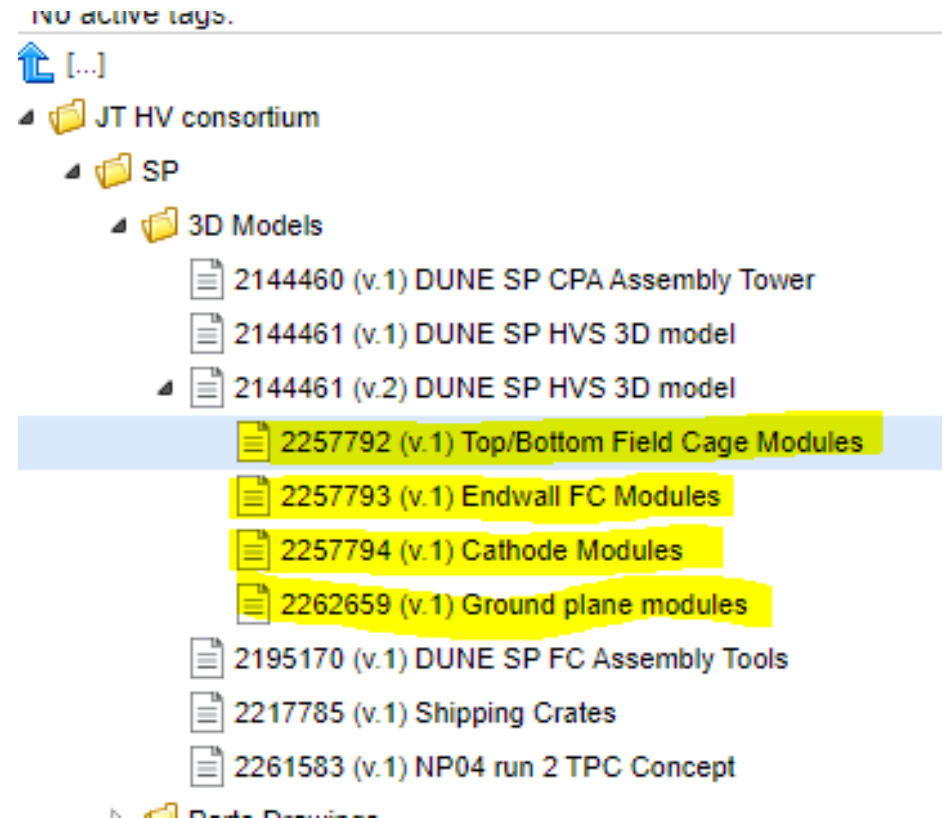 No active tags.
[...]
JT HV consortium
SP
3D Models
2144460 (v.1) DUNE SP CPA Assembly Tower
2144461 (v.1) DUNE SP HVS 3D model
2144461 (v.2) DUNE SP HVS 3D model
2257792 (v.1) Top/Bottom Field Cage Modules
2257793 (v.1) Endwall FC Modules
2257794 (v.1) Cathode Modules
2262659 (v.1) Ground plane modules
2195170 (v.1) DUNE SP FC Assembly Tools
2217785 (v.1) Shipping Crates
2261583 (v.1) NP04 run 2 TPC Concept
Parts Drawings